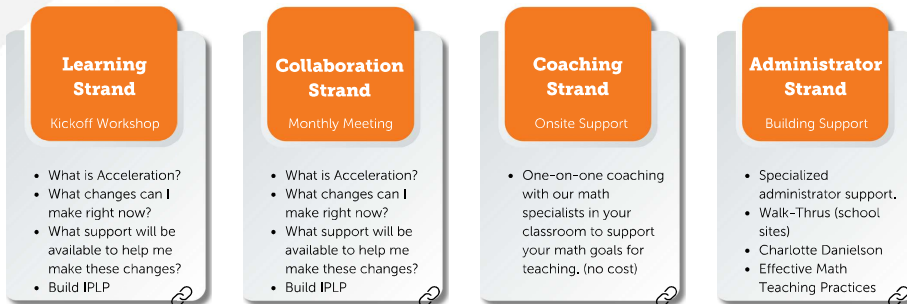 Learning
Strand
Kickoff Workshop
• What is Acceleration?
• What changes can I
make right now?
• What support will be
available to help me
make these changes?
• Build IPLP
Collaboration
Strand
Monthly Meeting
• What is Acceleration?
• What changes can I
make right now?
• What support will be
available to help me
make these changes?
• Build IPLP
Coaching
Strand
Onsite Support
• One-on-one coaching
with our math
specialists in your
classroom to support
your math goals for
teaching. (no cost)
Administrator
Strand
Building Support
• Specialized
administrator support.
• Walk-Thrus (school
sites)
• Charlotte Danielson
• Effective Math
Teaching Practices